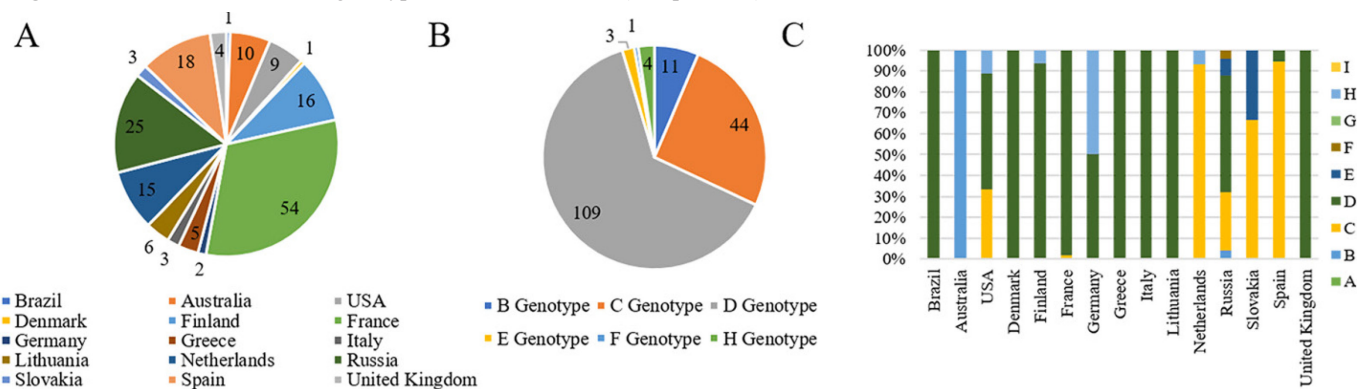 A
B
C
1
10
9
1
16
54
2
5
3
6
15
25
3
18
4
Brazil Australia USA
Denmark Finland France
Germany Greece Italy
Lithuania Netherlands Russia
Slovakia Spain United Kingdom
11
44
109
3
1
4
B Genotype C Genotype D Genotype
E Genotype F Genotype H Genotype
100%
90%
80%
70%
60%
50%
40%
30%
20%
10%
0%
Brazil
Australia
USA
Denmark
Finland
France
Germany
Greece
Italy
Lithuania
Netherlands
Russia
Slovakia
Spain
United Kingdom
I
H
G
F
E
D
C
B
A